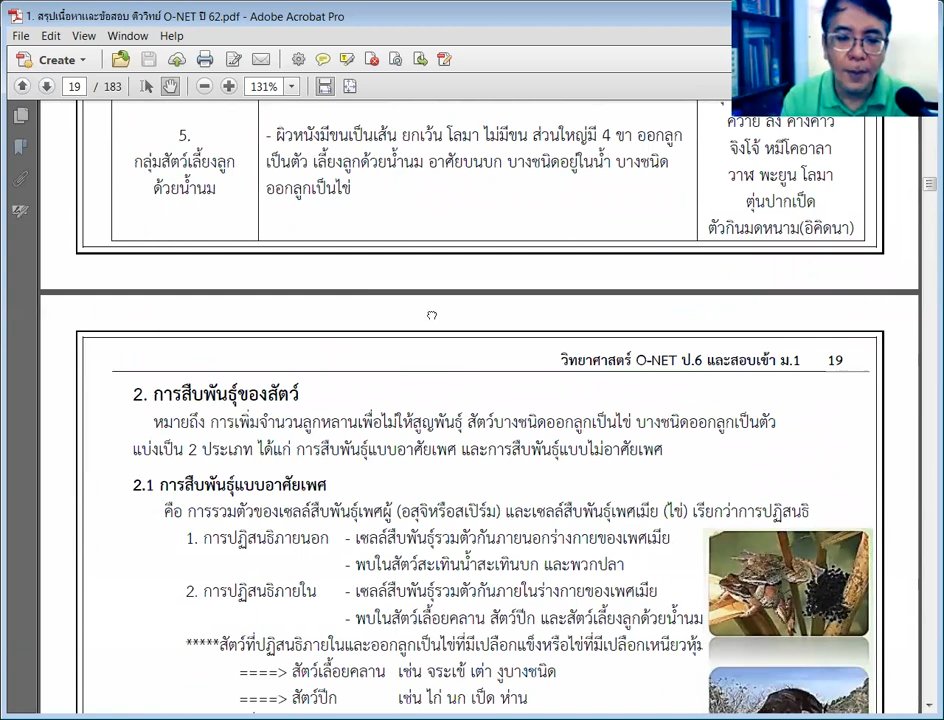 1. สรุปเนื้อหาและข้อสอบ ติววิทย์ O-NET ปี 62.pdf - Adobe Acrobat Pro
File Edit View Window Help
Create
19 / 183 131%
5.
กลุ่มสัตว์เลี้ยงลูก
ด้วยน้ำนม
- ผิวหนังมีขนเป็นเส้น ยกเว้น โลมา ไม่มีขน ส่วนใหญ่มี 4 ขา ออกลูก
เป็นตัว เลี้ยงลูกด้วยน้ำนม อาศัยบนบก บางชนิดอยู่ในน้ำ บางชนิด
ออกลูกเป็นไข่
ควาย ลิง ค้างคาว
จิงโจ้ หมีโคอาลา
วาฬ พะยูน โลมา
ตุ่นปากเป็ด
ตัวกินมดหนาม(อิคิดนา)
วิทยาศาสตร์ O-NET ป.6 และสอบเข้า ม.1 19
2. การสืบพันธุ์ของสัตว์
หมายถึง การเพิ่มจำนวนลูกหลานเพื่อไม่ให้สูญพันธุ์ สัตว์บางชนิดออกลูกเป็นไข่ บางชนิดออกลูกเป็นตัว
แบ่งเป็น 2 ประเภท ได้แก่ การสืบพันธุ์แบบอาศัยเพศ และการสืบพันธุ์แบบไม่อาศัยเพศ
2.1 การสืบพันธุ์แบบอาศัยเพศ
คือ การรวมตัวของเซลล์สืบพันธุ์เพศผู้ (อสุจิหรือสเปิร์ม) และเซลล์สืบพันธุ์เพศเมีย (ไข่) เรียกว่าการปฏิสนธิ
1. การปฏิสนธิภายนอก - เซลล์สืบพันธุ์รวมตัวกันภายนอกร่างกายของเพศเมีย
- พบในสัตว์สะเทินน้ำสะเทินบก และพวกปลา
2. การปฏิสนธิภายใน - เซลล์สืบพันธุ์รวมตัวกันภายในร่างกายของเพศเมีย
- พบในสัตว์เลื้อยคลาน สัตว์ปีก และสัตว์เลี้ยงลูกด้วยน้ำนม
*****สัตว์ที่ปฏิสนธิภายในและออกลูกเป็นไข่ที่มีเปลือกแข็งหรือไข่ที่มีเปลือกเหนียวหุ้ม
====> สัตว์เลื้อยคลาน เช่น จระเข้ เต่า งูบางชนิด
====> สัตว์ปีก เช่น ไก่ นก เป็ด ห่าน